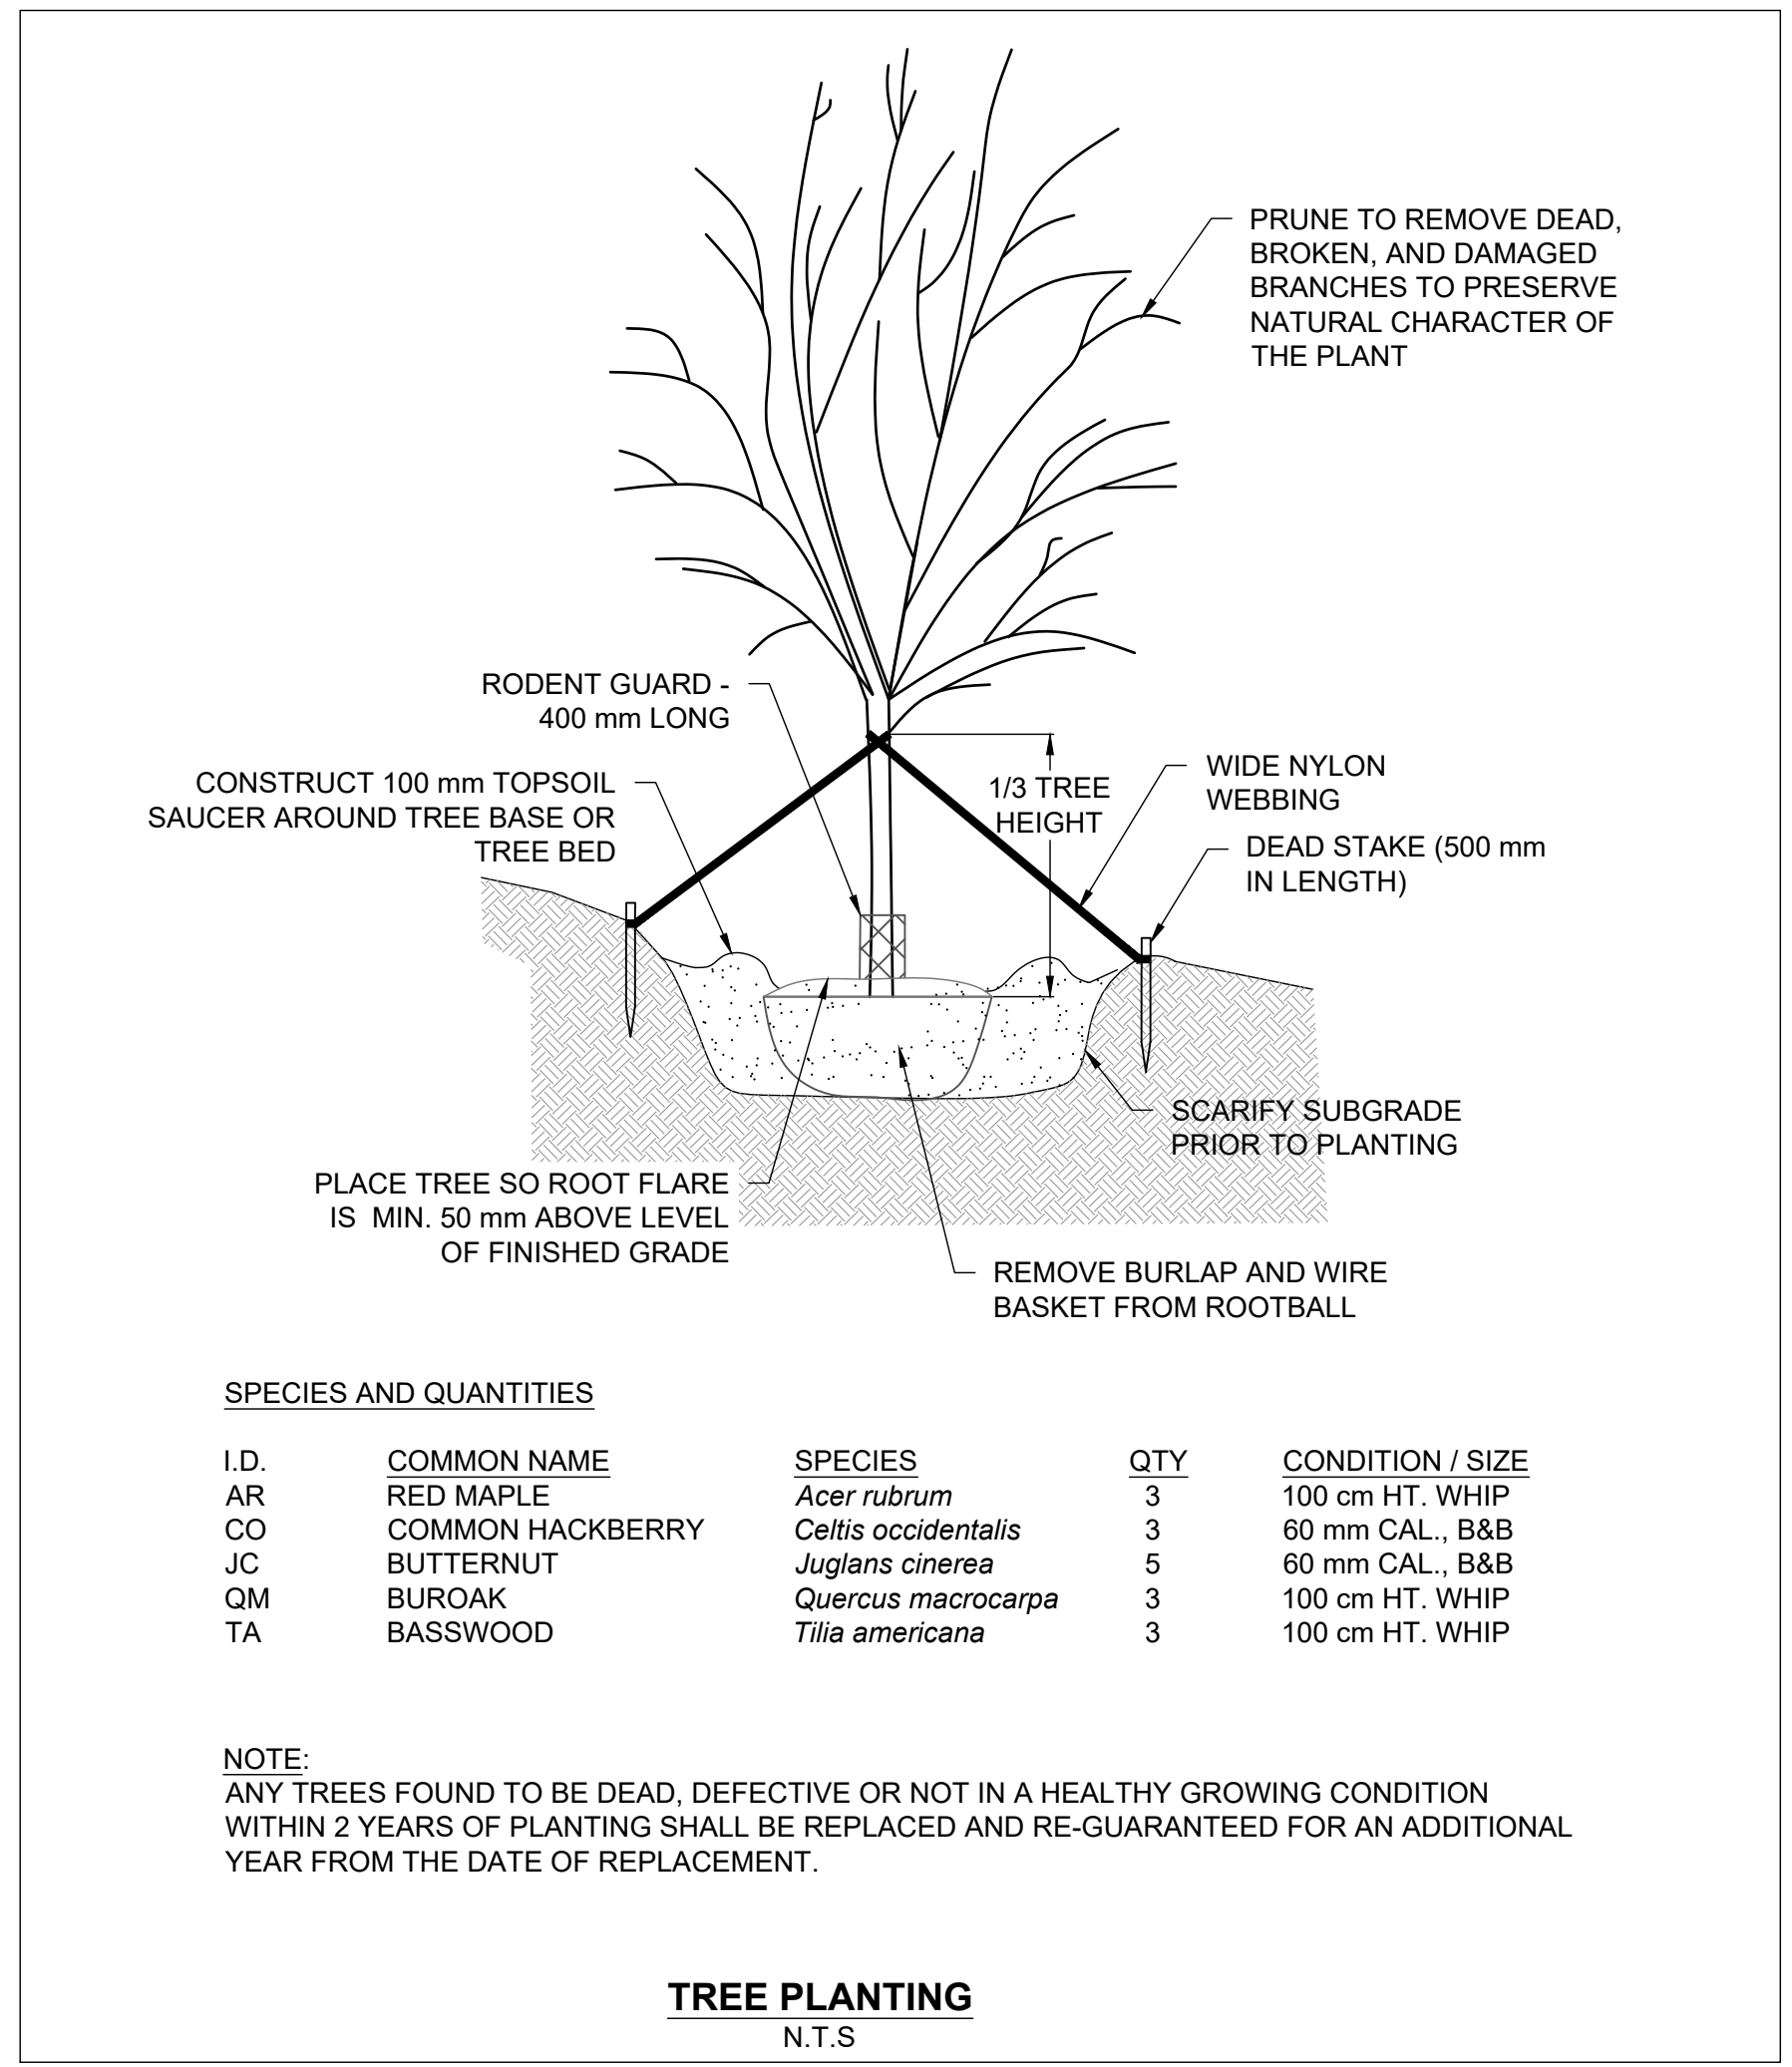 PRUNE TO REMOVE DEAD,
BROKEN, AND DAMAGED
BRANCHES TO PRESERVE
NATURAL CHARACTER OF
THE PLANT
RODENT GUARD -
400 mm LONG
CONSTRUCT 100 mm TOPSOIL
SAUCER AROUND TREE BASE OR
TREE BED
1/3 TREE
HEIGHT
WIDE NYLON
WEBBING
DEAD STAKE (500 mm
IN LENGTH)
SCARIFY SUBGRADE
PRIOR TO PLANTING
PLACE TREE SO ROOT FLARE
IS MIN. 50 mm ABOVE LEVEL
OF FINISHED GRADE
REMOVE BURLAP AND WIRE
BASKET FROM ROOTBALL
SPECIES AND QUANTITIES
I.D. COMMON NAME SPECIES QTY CONDITION / SIZE
AR RED MAPLE Acer rubrum 3 100 cm HT. WHIP
CO COMMON HACKBERRY Celtis occidentalis 3 60 mm CAL., B&B
JC BUTTERNUT Juglans cinerea 5 60 mm CAL., B&B
QM BUROAK Quercus macrocarpa 3 100 cm HT. WHIP
TA BASSWOOD Tilia americana 3 100 cm HT. WHIP
NOTE:
ANY TREES FOUND TO BE DEAD, DEFECTIVE OR NOT IN A HEALTHY GROWING CONDITION
WITHIN 2 YEARS OF PLANTING SHALL BE REPLACED AND RE-GUARANTEED FOR AN ADDITIONAL
YEAR FROM THE DATE OF REPLACEMENT.
TREE PLANTING
N.T.S